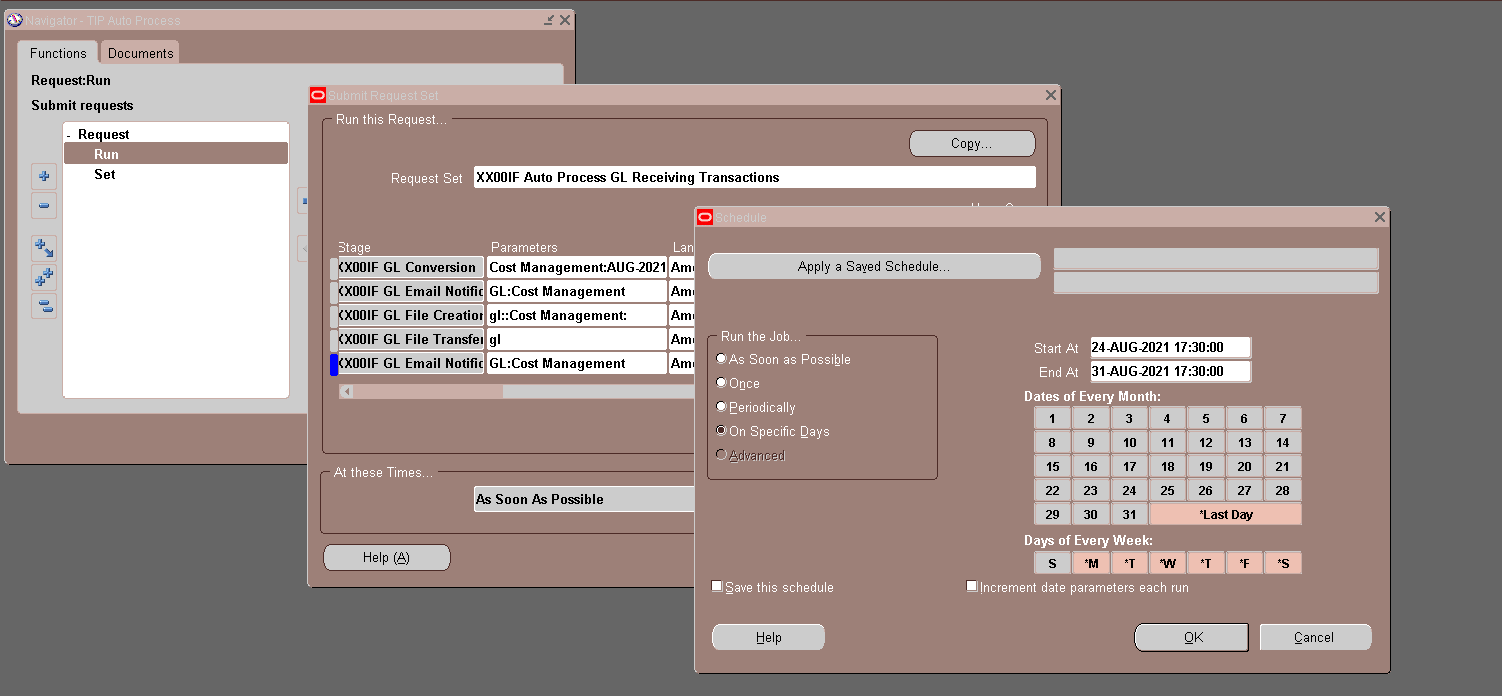 Navigator - TIP Auto Process
Functions
Documents
Request:Run
Submit requests
- Request
Run
Set
Submit Request Set
Run this Request...
Copy...
Request Set
XX00IF Auto Process GL Receiving Transactions
Stage Parameters
XX00IF GL Conversion Cost Management:AUG-2021
XX00IF GL Email Notific GL:Cost Management
XX00IF GL File Creation gl::Cost Management:
XX00IF GL File Transfer gl
XX00IF GL Email Notific GL:Cost Management
At these Times...
As Soon As Possible
Help (A)
Schedule
Apply a Saved Schedule...
Run the Job...
As Soon as Possible
Once
Periodically
On Specific Days
Advanced
Start At 24-AUG-2021 17:30:00
End At 31-AUG-2021 17:30:00
Dates of Every Month:
1 2 3 4 5 6 7
8 9 10 11 12 13 14
15 16 17 18 19 20 21
22 23 24 25 26 27 28
29 30 31 *Last Day
Days of Every Week:
S *M *T *W *T *F *S
Save this schedule
Increment date parameters each run
Help
OK
Cancel